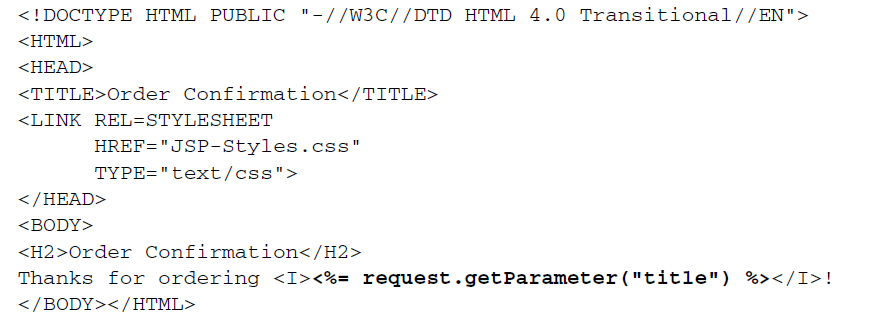 <!DOCTYPE HTML PUBLIC "-//W3C//DTD HTML 4.0 Transitional//EN">
<HTML>
<HEAD>
<TITLE>Order Confirmation</TITLE>
<LINK REL=STYLESHEET
      HREF="JSP-Styles.css"
      TYPE="text/css">
</HEAD>
<BODY>
<H2>Order Confirmation</H2>
Thanks for ordering <I><%= request.getParameter("title") %></I>!
</BODY></HTML>